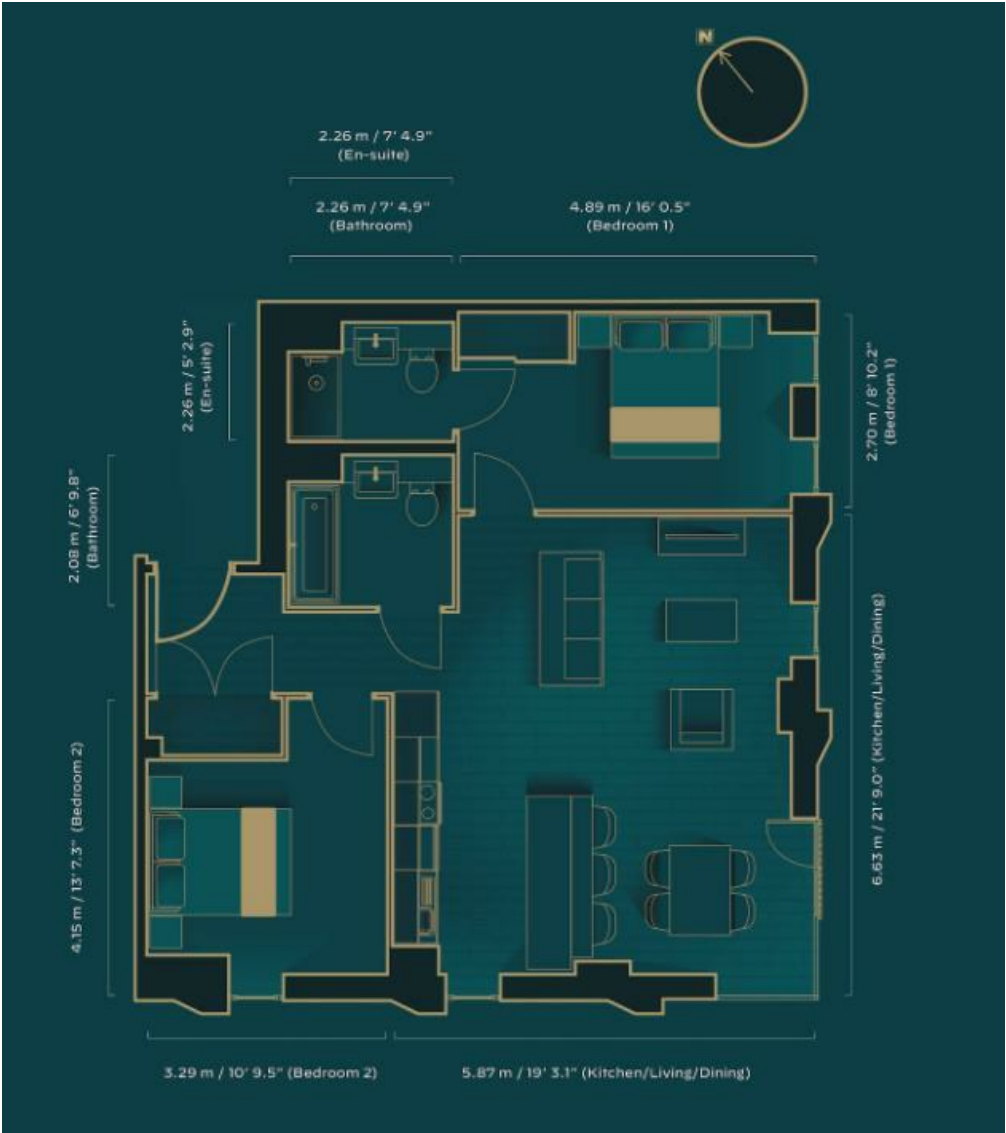 N
2.26 m / 7' 4.9"
(En-suite)
2.26 m / 7' 4.9"
(Bathroom)
4.89 m / 16' 0.5"
(Bedroom 1)
2.26 m / 5' 2.9"
(En-suite)
2.70 m / 8' 10.2"
(Bedroom 1)
2.08 m / 6' 9.8"
(Bathroom)
6.63 m / 21' 9.0" (Kitchen/Living/Dining)
4.15 m / 13' 7.3" (Bedroom 2)
3.29 m / 10' 9.5" (Bedroom 2)
5.87 m / 19' 3.1" (Kitchen/Living/Dining)